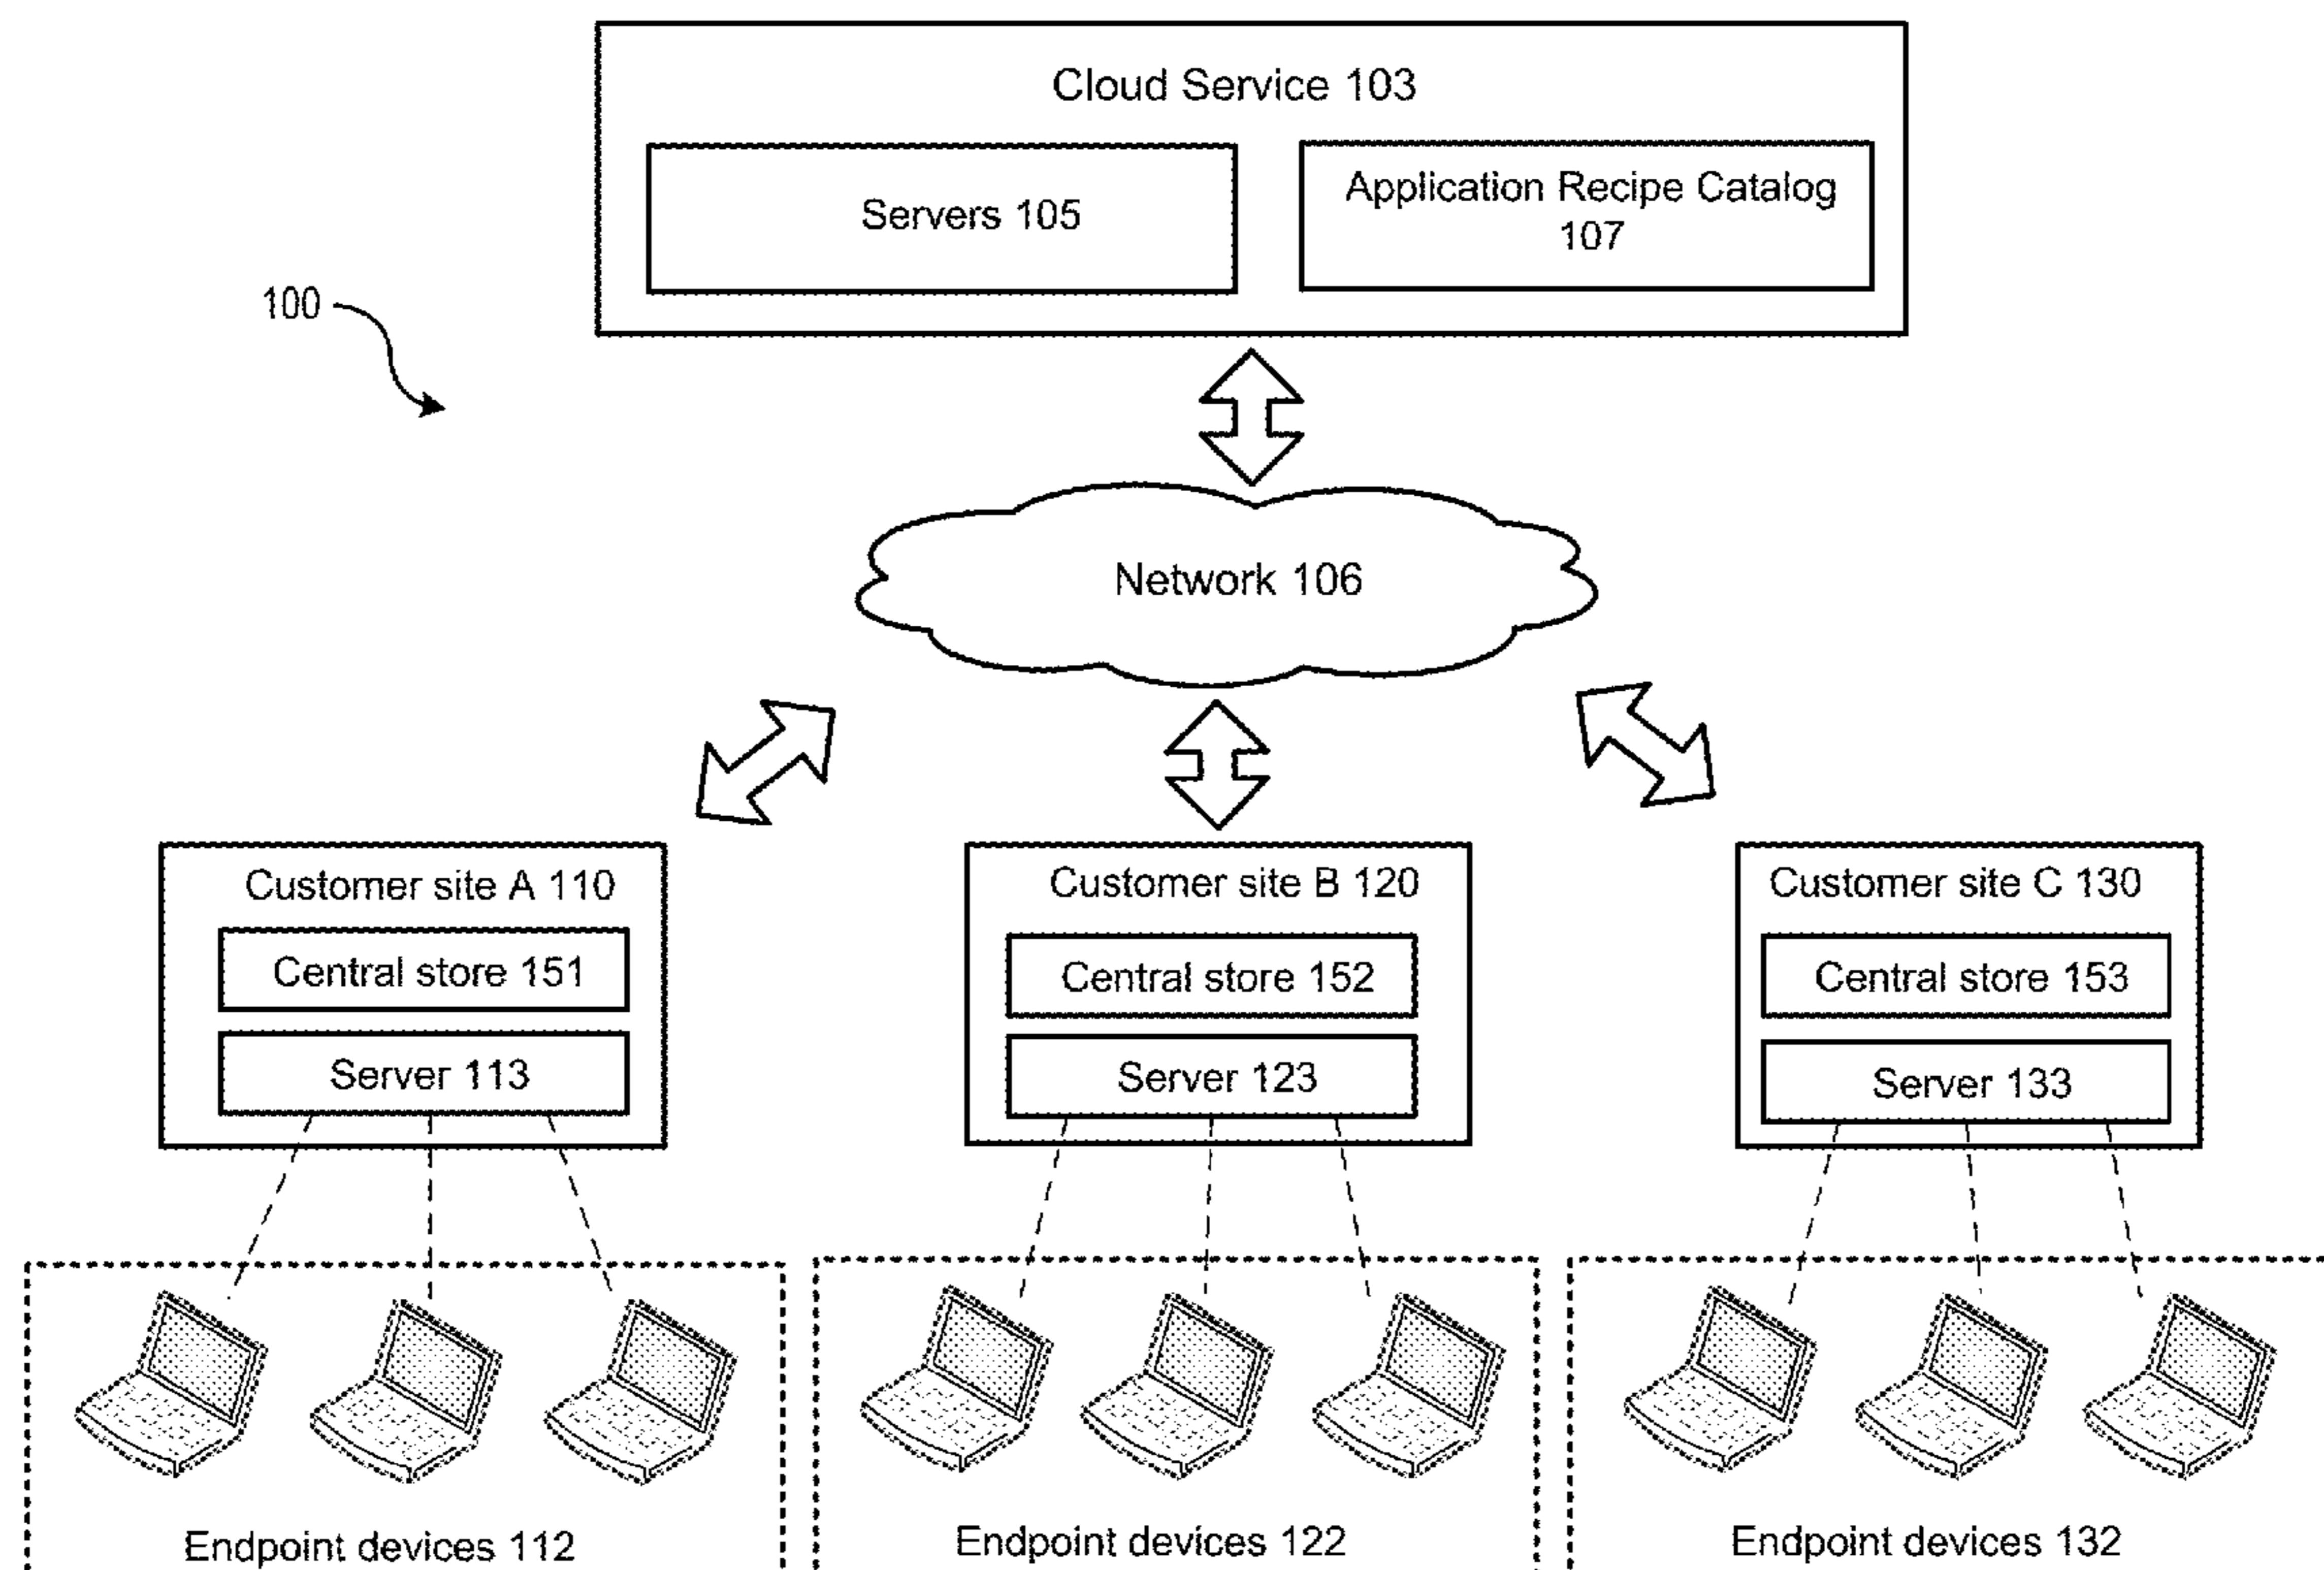 Cloud Service 103
Servers 105
Application Recipe Catalog
107
100
Network 106
Customer site A 110
Central store 151
Server 113
Customer site B 120
Central store 152
Server 123
Customer site C 130
Central store 153
Server 133
Endpoint devices 112
Endpoint devices 122
Endpoint devices 132